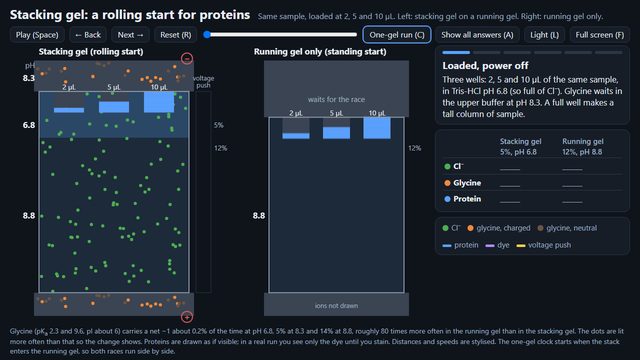 Stacking gel: a rolling start for proteins
Same sample, loaded at 2, 5 and 10 µL. Left: stacking gel on a running gel. Right: running gel only.
Play (Space)
← Back
Next →
Reset (R)
One-gel run (C)
Show all answers (A)
Light (L)
Full screen (F)
Stacking gel (rolling start)
Running gel only (standing start)
pH
8.3
6.8
8.8
2 µL
5 µL
10 µL
−
+
voltage
push
5%
12%
waits for the race
2 µL
5 µL
10 µL
8.8
12%
ions not drawn
Loaded, power off
Three wells: 2, 5 and 10 µL of the same sample,
in Tris-HCl pH 6.8 (so full of Cl⁻). Glycine waits in
the upper buffer at pH 8.3. A full well makes a
tall column of sample.
Stacking gel
5%, pH 6.8
Running gel
12%, pH 8.8
Cl⁻
Glycine
Protein
Cl⁻
glycine, charged
glycine, neutral
protein
dye
voltage push
Glycine (pKa 2.3 and 9.6, pI about 6) carries a net −1 about 0.2% of the time at pH 6.8, 5% at 8.3 and 14% at 8.8, roughly 80 times more often in the running gel than in the stacking gel. The dots are lit
more often than that so the change shows. Proteins are drawn as if visible; in a real run you see only the dye until you stain. Distances and speeds are stylised. The one-gel clock starts when the stack
enters the running gel, so both races run side by side.